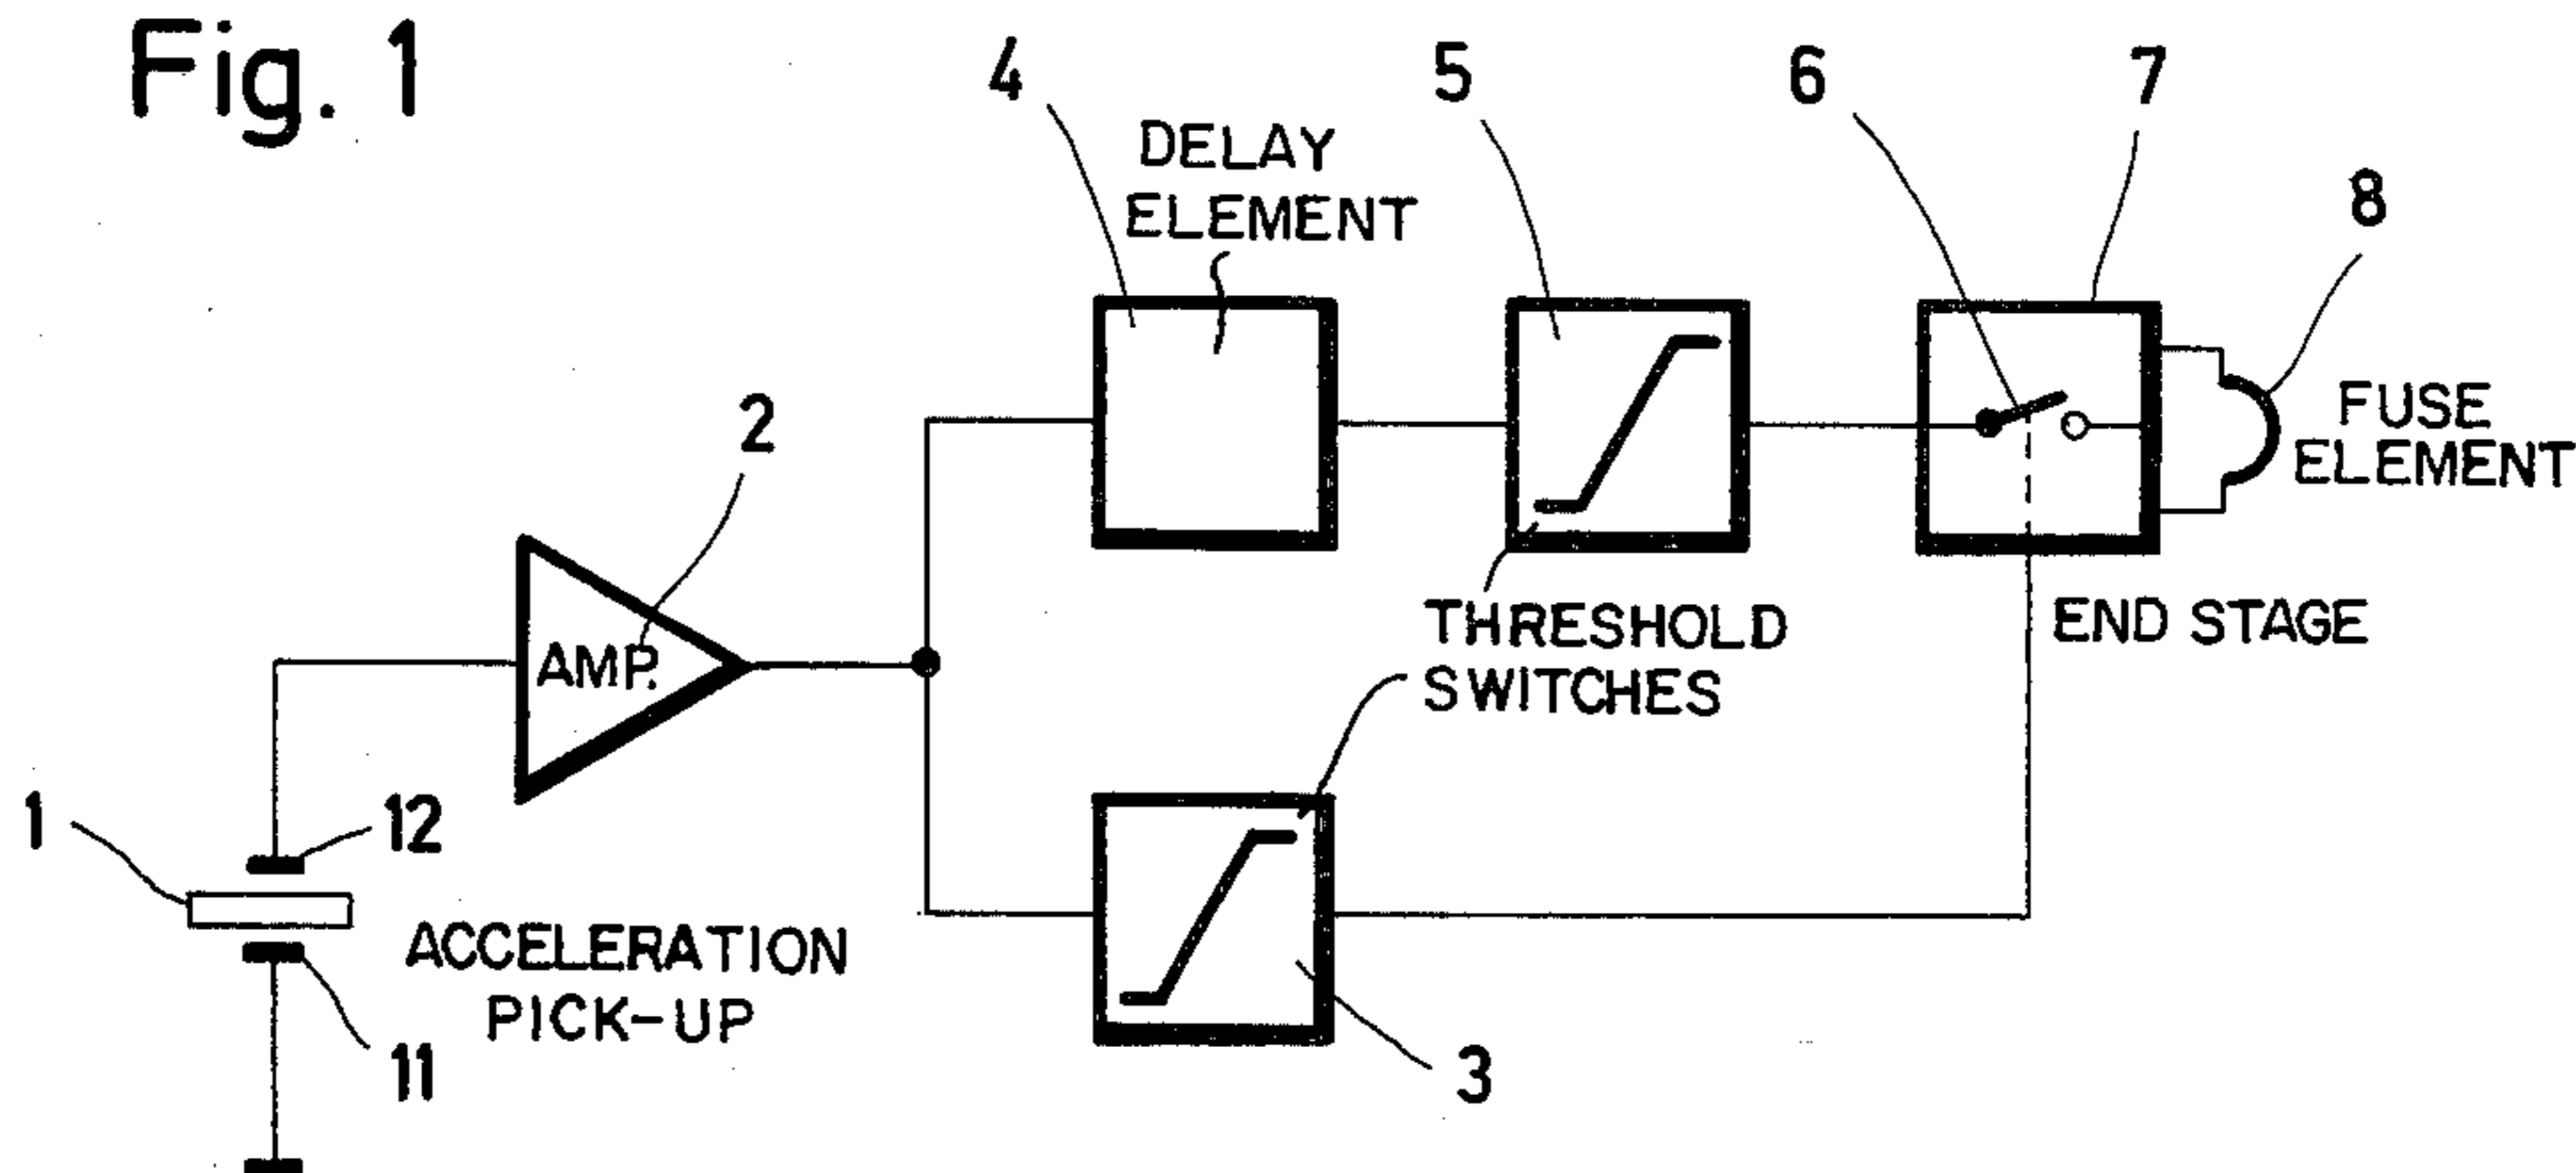 Fig. 1
4
5
6
7
8
DELAY
ELEMENT
2
FUSE
ELEMENT
AMP.
THRESHOLD
SWITCHES
END STAGE
1
12
ACCELERATION
PICK-UP
11
3